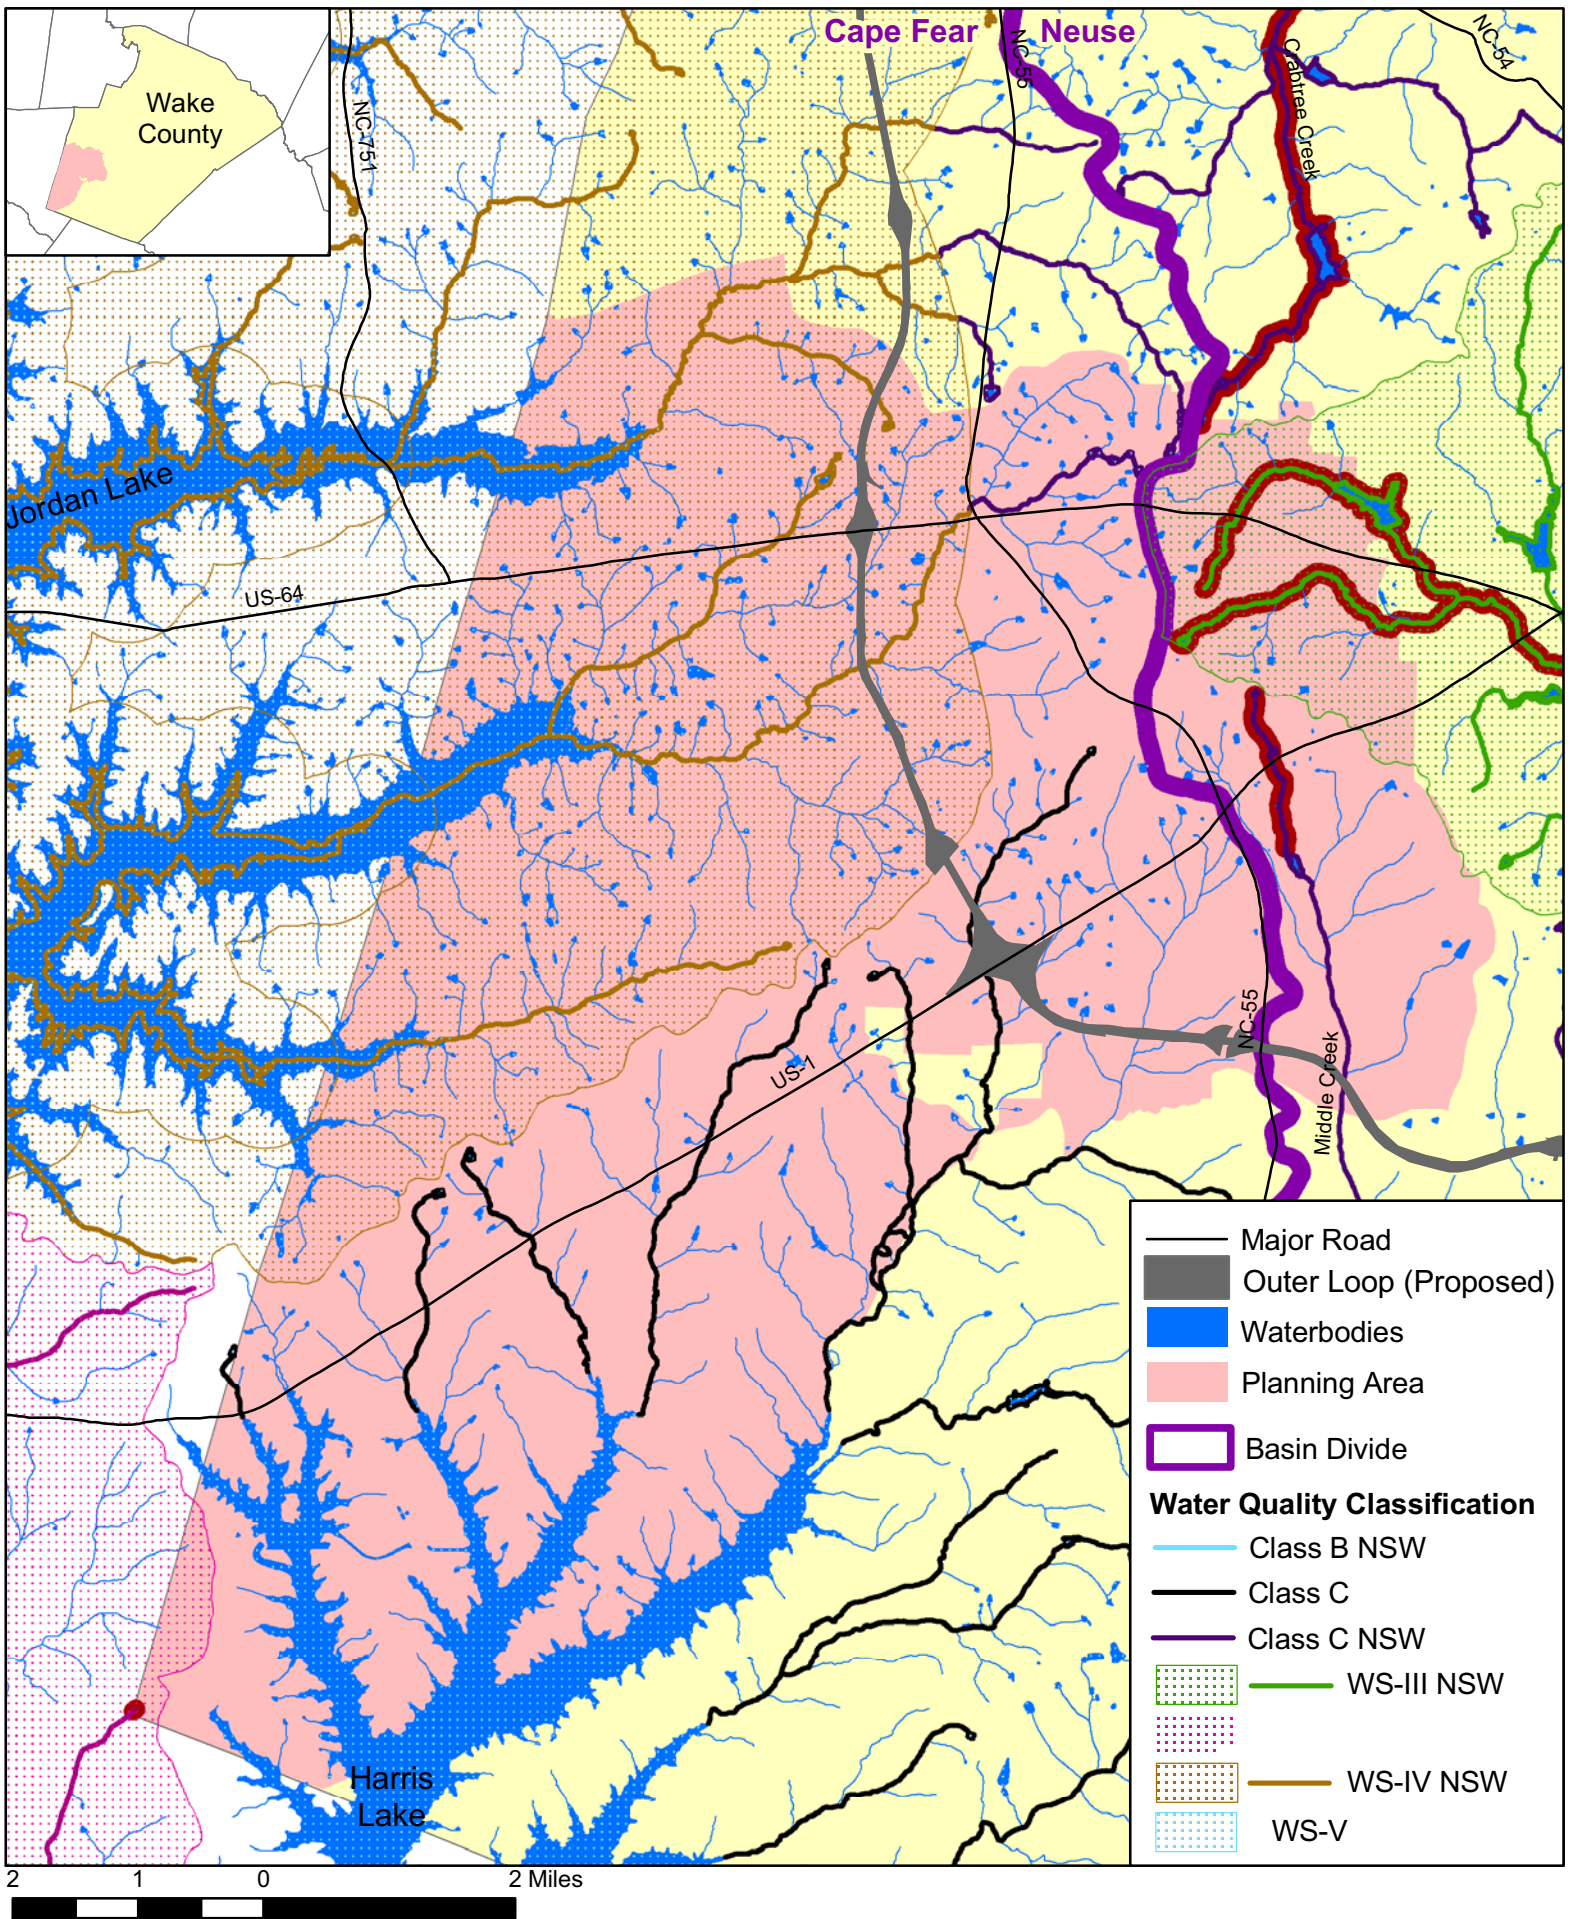 Cape Fear
Neuse
Wake
County
NC-751
NC-55
NC-54
Crabtree Creek
Jordan Lake
US-64
US-1
NC-55
Middle Creek
Harris
Lake
Major Road
Outer Loop (Proposed)
Waterbodies
Planning Area
Basin Divide
Water Quality Classification
Class B NSW
Class C
Class C NSW
WS-III NSW
WS-IV NSW
WS-V
2 1 0 2 Miles